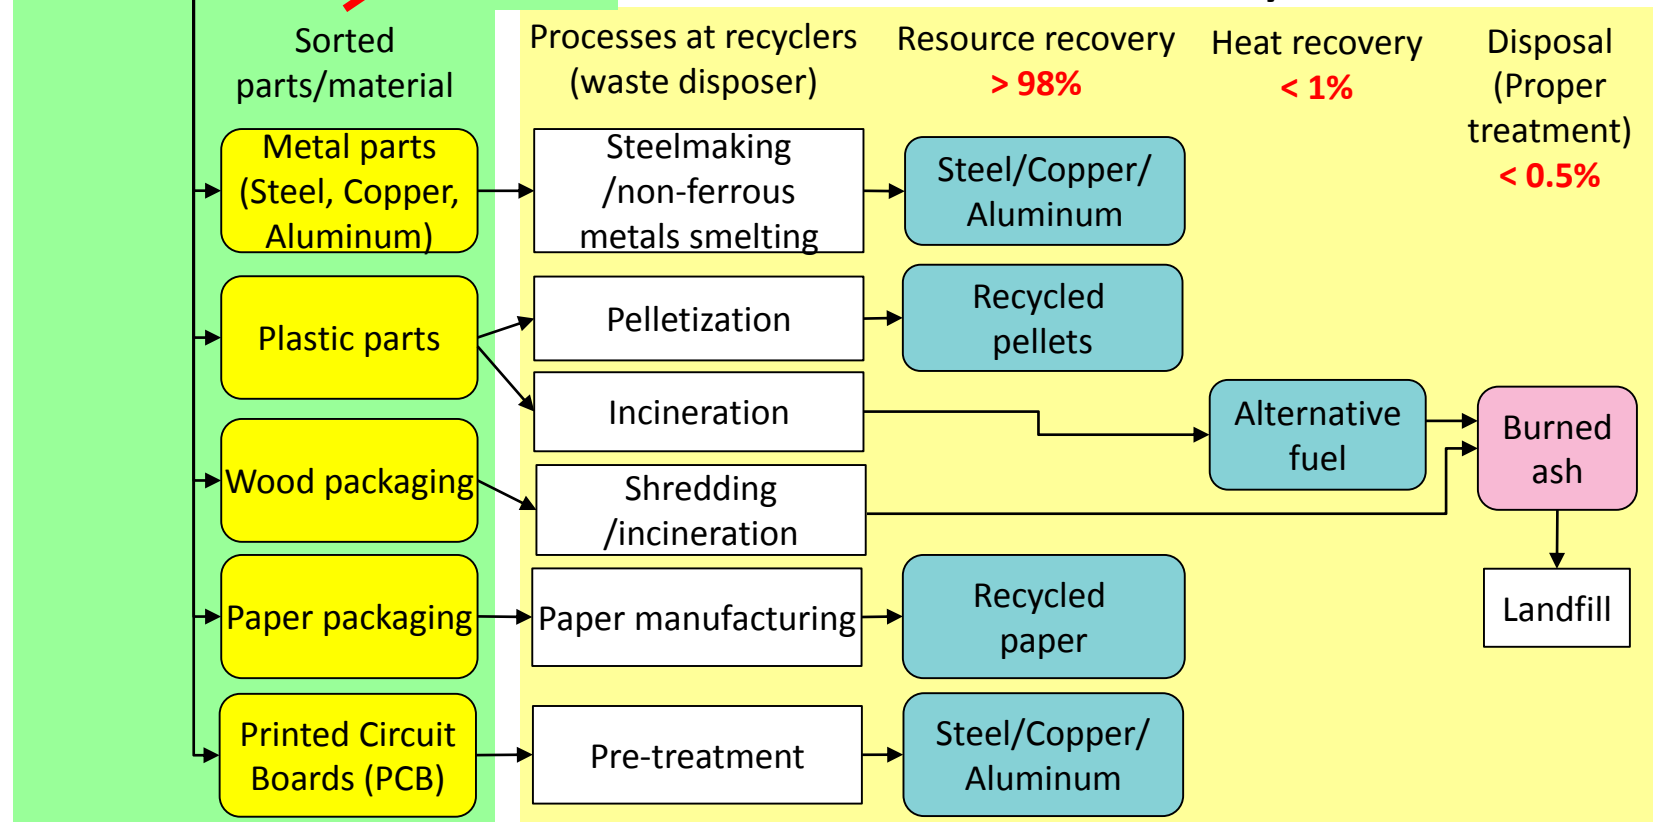 Sorted
parts/material
Processes at recyclers
(waste disposer)
Resource recovery
> 98%
Heat recovery
< 1%
Disposal
(Proper
treatment)
< 0.5%
Metal parts
(Steel, Copper,
Aluminum)
Steelmaking
/non-ferrous
metals smelting
Steel/Copper/
Aluminum
Plastic parts
Pelletization
Recycled
pellets
Incineration
Alternative
fuel
Burned
ash
Wood packaging
Shredding
/incineration
Landfill
Paper packaging
Paper manufacturing
Recycled
paper
Printed Circuit
Boards (PCB)
Pre-treatment
Steel/Copper/
Aluminum